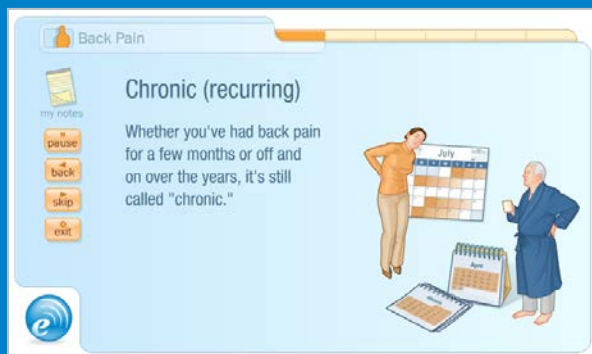 Back Pain
my notes
pause
back
skip
exit
Chronic (recurring)
Whether you've had back pain
for a few months or off and
on over the years, it's still
called "chronic."
July
April
e